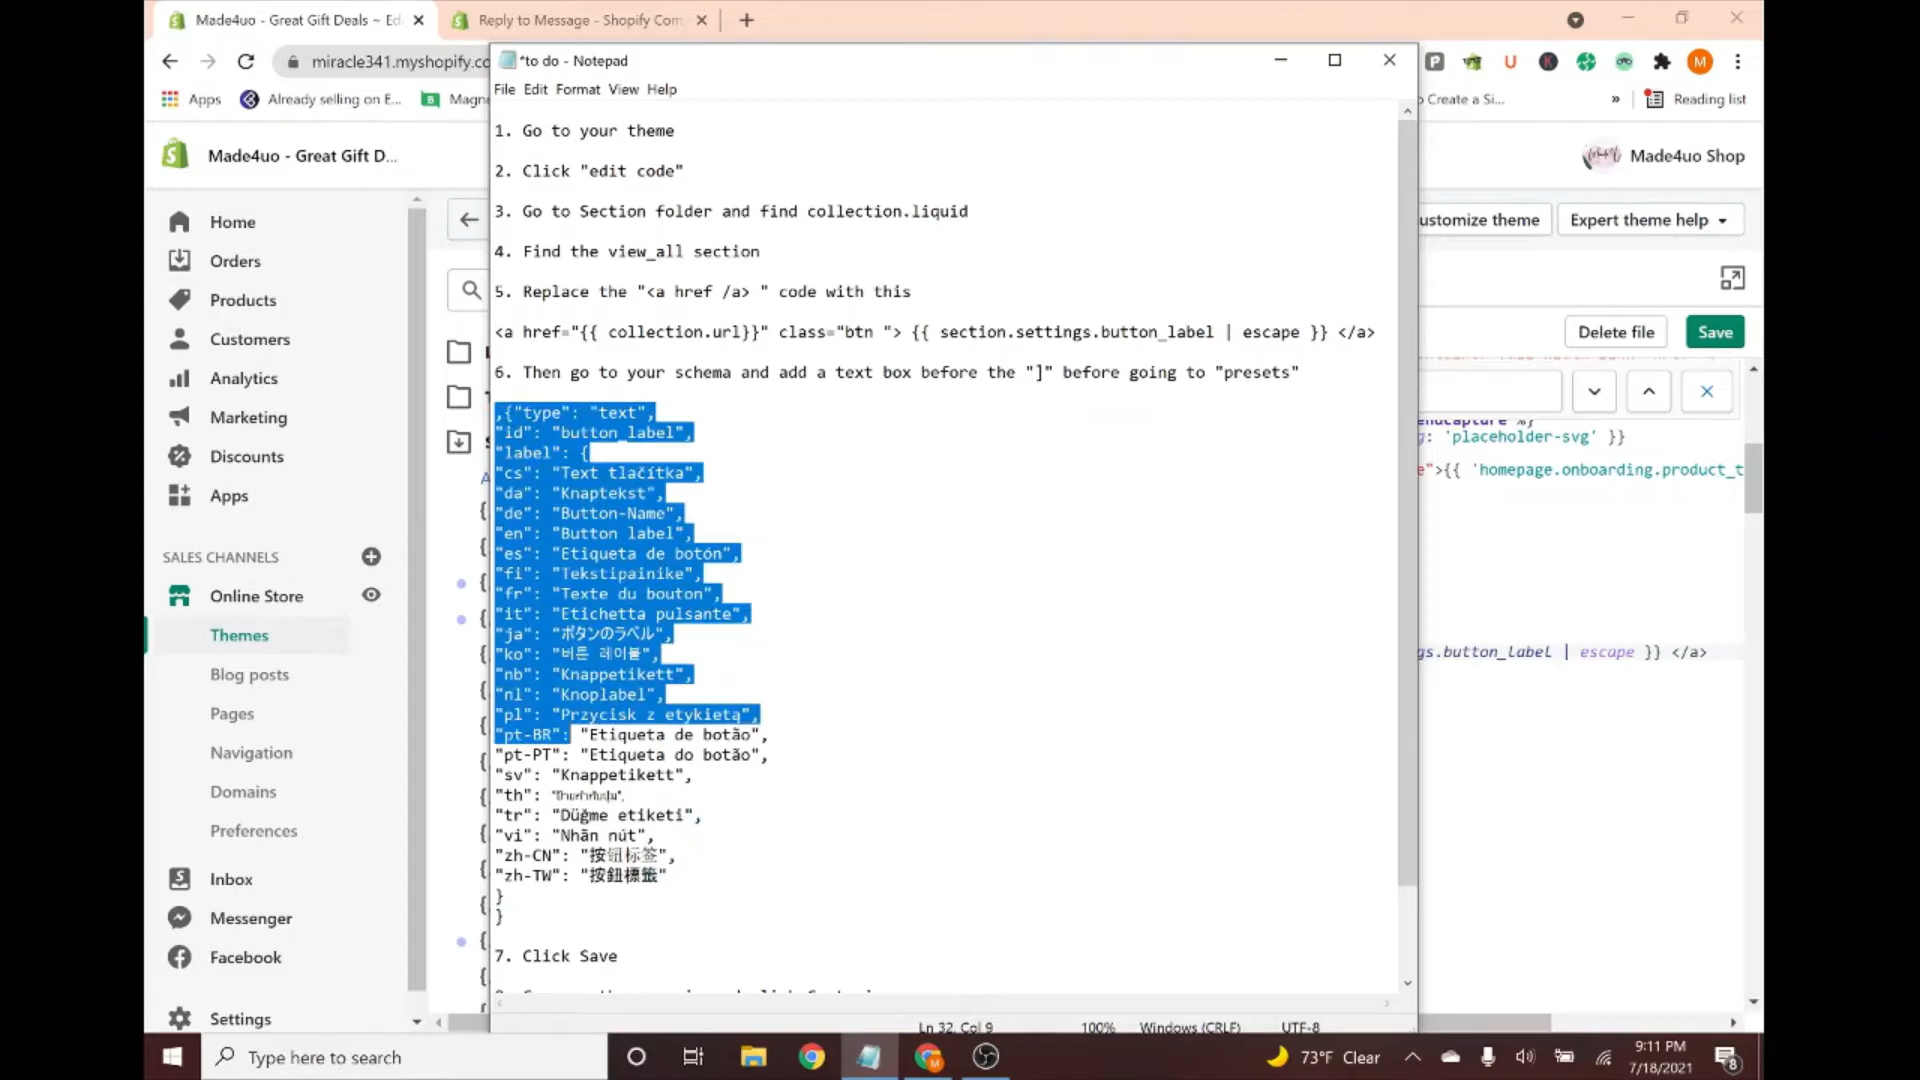 Made4uo - Great Gift Deals ~ Ed
Reply to Message - Shopify Com
miracle341.myshopify.co
*to do - Notepad
File Edit Format View Help
Apps
Already selling on E...
Magne
Create a Si...
»
Reading list
Made4uo - Great Gift D...
Made4uo Shop
Home
Orders
Products
Customers
Analytics
Marketing
Discounts
Apps
SALES CHANNELS
Online Store
Themes
Blog posts
Pages
Navigation
Domains
Preferences
Inbox
Messenger
Facebook
Settings
1. Go to your theme
2. Click "edit code"
3. Go to Section folder and find collection.liquid
4. Find the view_all section
5. Replace the "<a href /a> " code with this
<a href="{{ collection.url}}" class="btn "> {{ section.settings.button_label | escape }} </a>
6. Then go to your schema and add a text box before the "]" before going to "presets"
,{"type": "text",
"id": "button_label",
"label": {
"cs": "Text tlačítka",
"da": "Knaptekst",
"de": "Button-Name",
"en": "Button label",
"es": "Etiqueta de botón",
"fi": "Tekstipainike",
"fr": "Texte du bouton",
"it": "Etichetta pulsante",
"ja": "ボタンのラベル",
"ko": "버튼 레이블",
"nb": "Knappetikett",
"nl": "Knoplabel",
"pl": "Przycisk z etykietą",
"pt-BR": "Etiqueta de botão",
"pt-PT": "Etiqueta do botão",
"sv": "Knappetikett",
"th":
"tr": "Düğme etiketi",
"vi": "Nhãn nút",
"zh-CN": "按钮标签",
"zh-TW": "按鈕標籤"
}
}
7. Click Save
Ln 32, Col 9
100%
Windows (CRLF)
UTF-8
ustomize theme
Expert theme help
Delete file
Save
g: 'placeholder-svg' }}
e">{{ 'homepage.onboarding.product_t
gs.button_label | escape }} </a>
Type here to search
73°F Clear
9:11 PM
7/18/2021
8